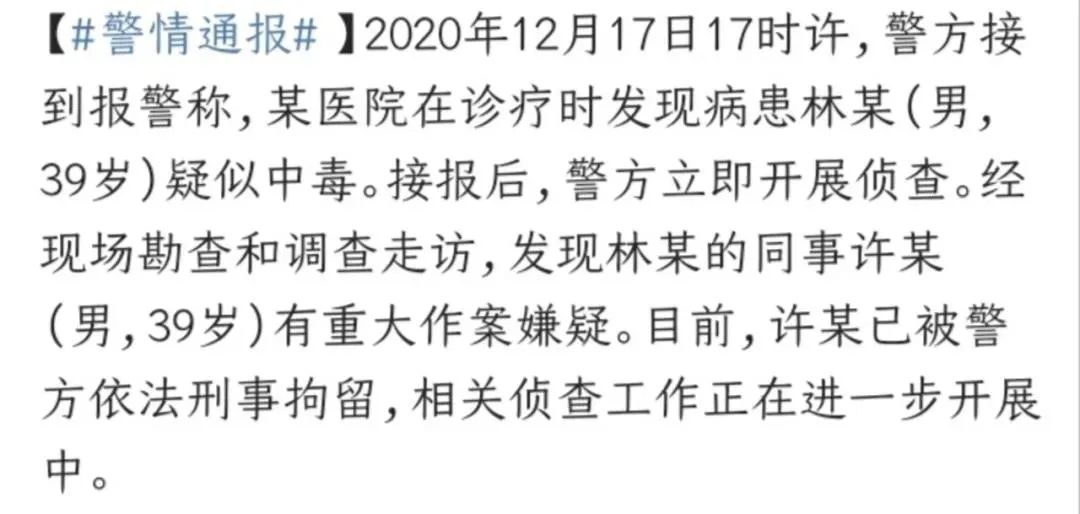 【#警情通报# 】2020年12月17日17时许,警方接
到报警称,某医院在诊疗时发现病患林某(男,
39岁)疑似中毒。接报后,警方立即开展侦查。经
现场勘查和调查走访,发现林某的同事许某
(男,39岁)有重大作案嫌疑。目前,许某已被警
方依法刑事拘留,相关侦查工作正在进一步开展
中。